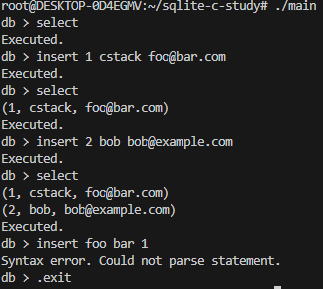 root@DESKTOP-0D4EGMV:~/sqlite-c-study# ./main
db > select
Executed.
db > insert 1 cstack foo@bar.com
Executed.
db > select
(1, cstack, foo@bar.com)
Executed.
db > insert 2 bob bob@example.com
Executed.
db > select
(1, cstack, foo@bar.com)
(2, bob, bob@example.com)
Executed.
db > insert foo bar 1
Syntax error. Could not parse statement.
db > .exit